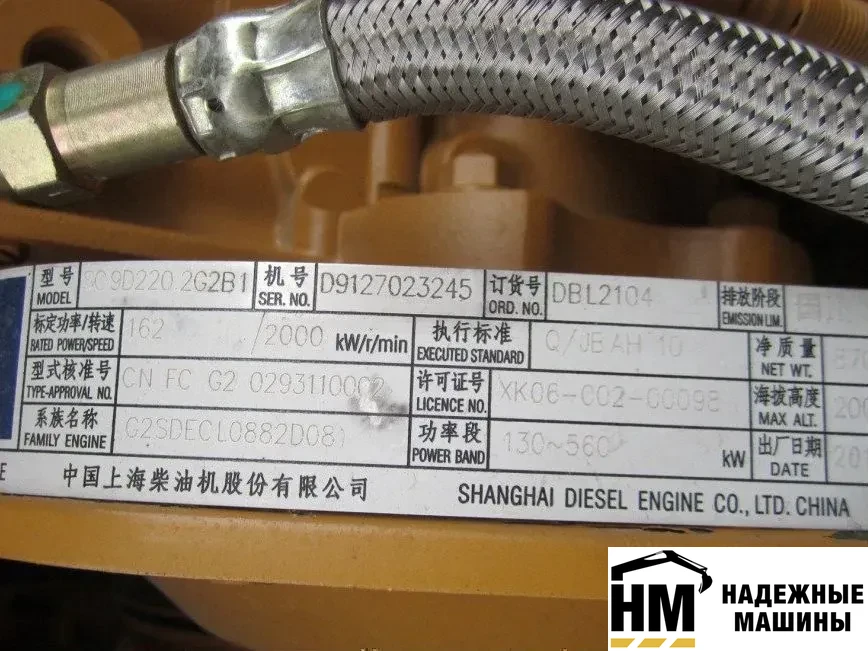 型号 MODEL SC9D220.2G2B1 机号 SER. NO. D9127023245 订货号 ORD. NO. DBL2104 排放阶段 EMISSION LIM.
标定功率/转速 RATED POWER/SPEED 162 /2000 kW/r/min 执行标准 EXECUTED STANDARD Q/JBAH 10 净质量 NET WT.
型式核准号 TYPE-APPROVAL NO. CN FC G2 0293110002 许可证号 LICENCE NO. XK06-002-00098 海拔高度 MAX ALT. 200
系族名称 FAMILY ENGINE G2SDECL0882D081 功率段 POWER BAND 130~560 kW 出厂日期 DATE 201
中国上海柴油机股份有限公司 SHANGHAI DIESEL ENGINE CO., LTD. CHINA
НМ НАДЕЖНЫЕ
МАШИНЫ